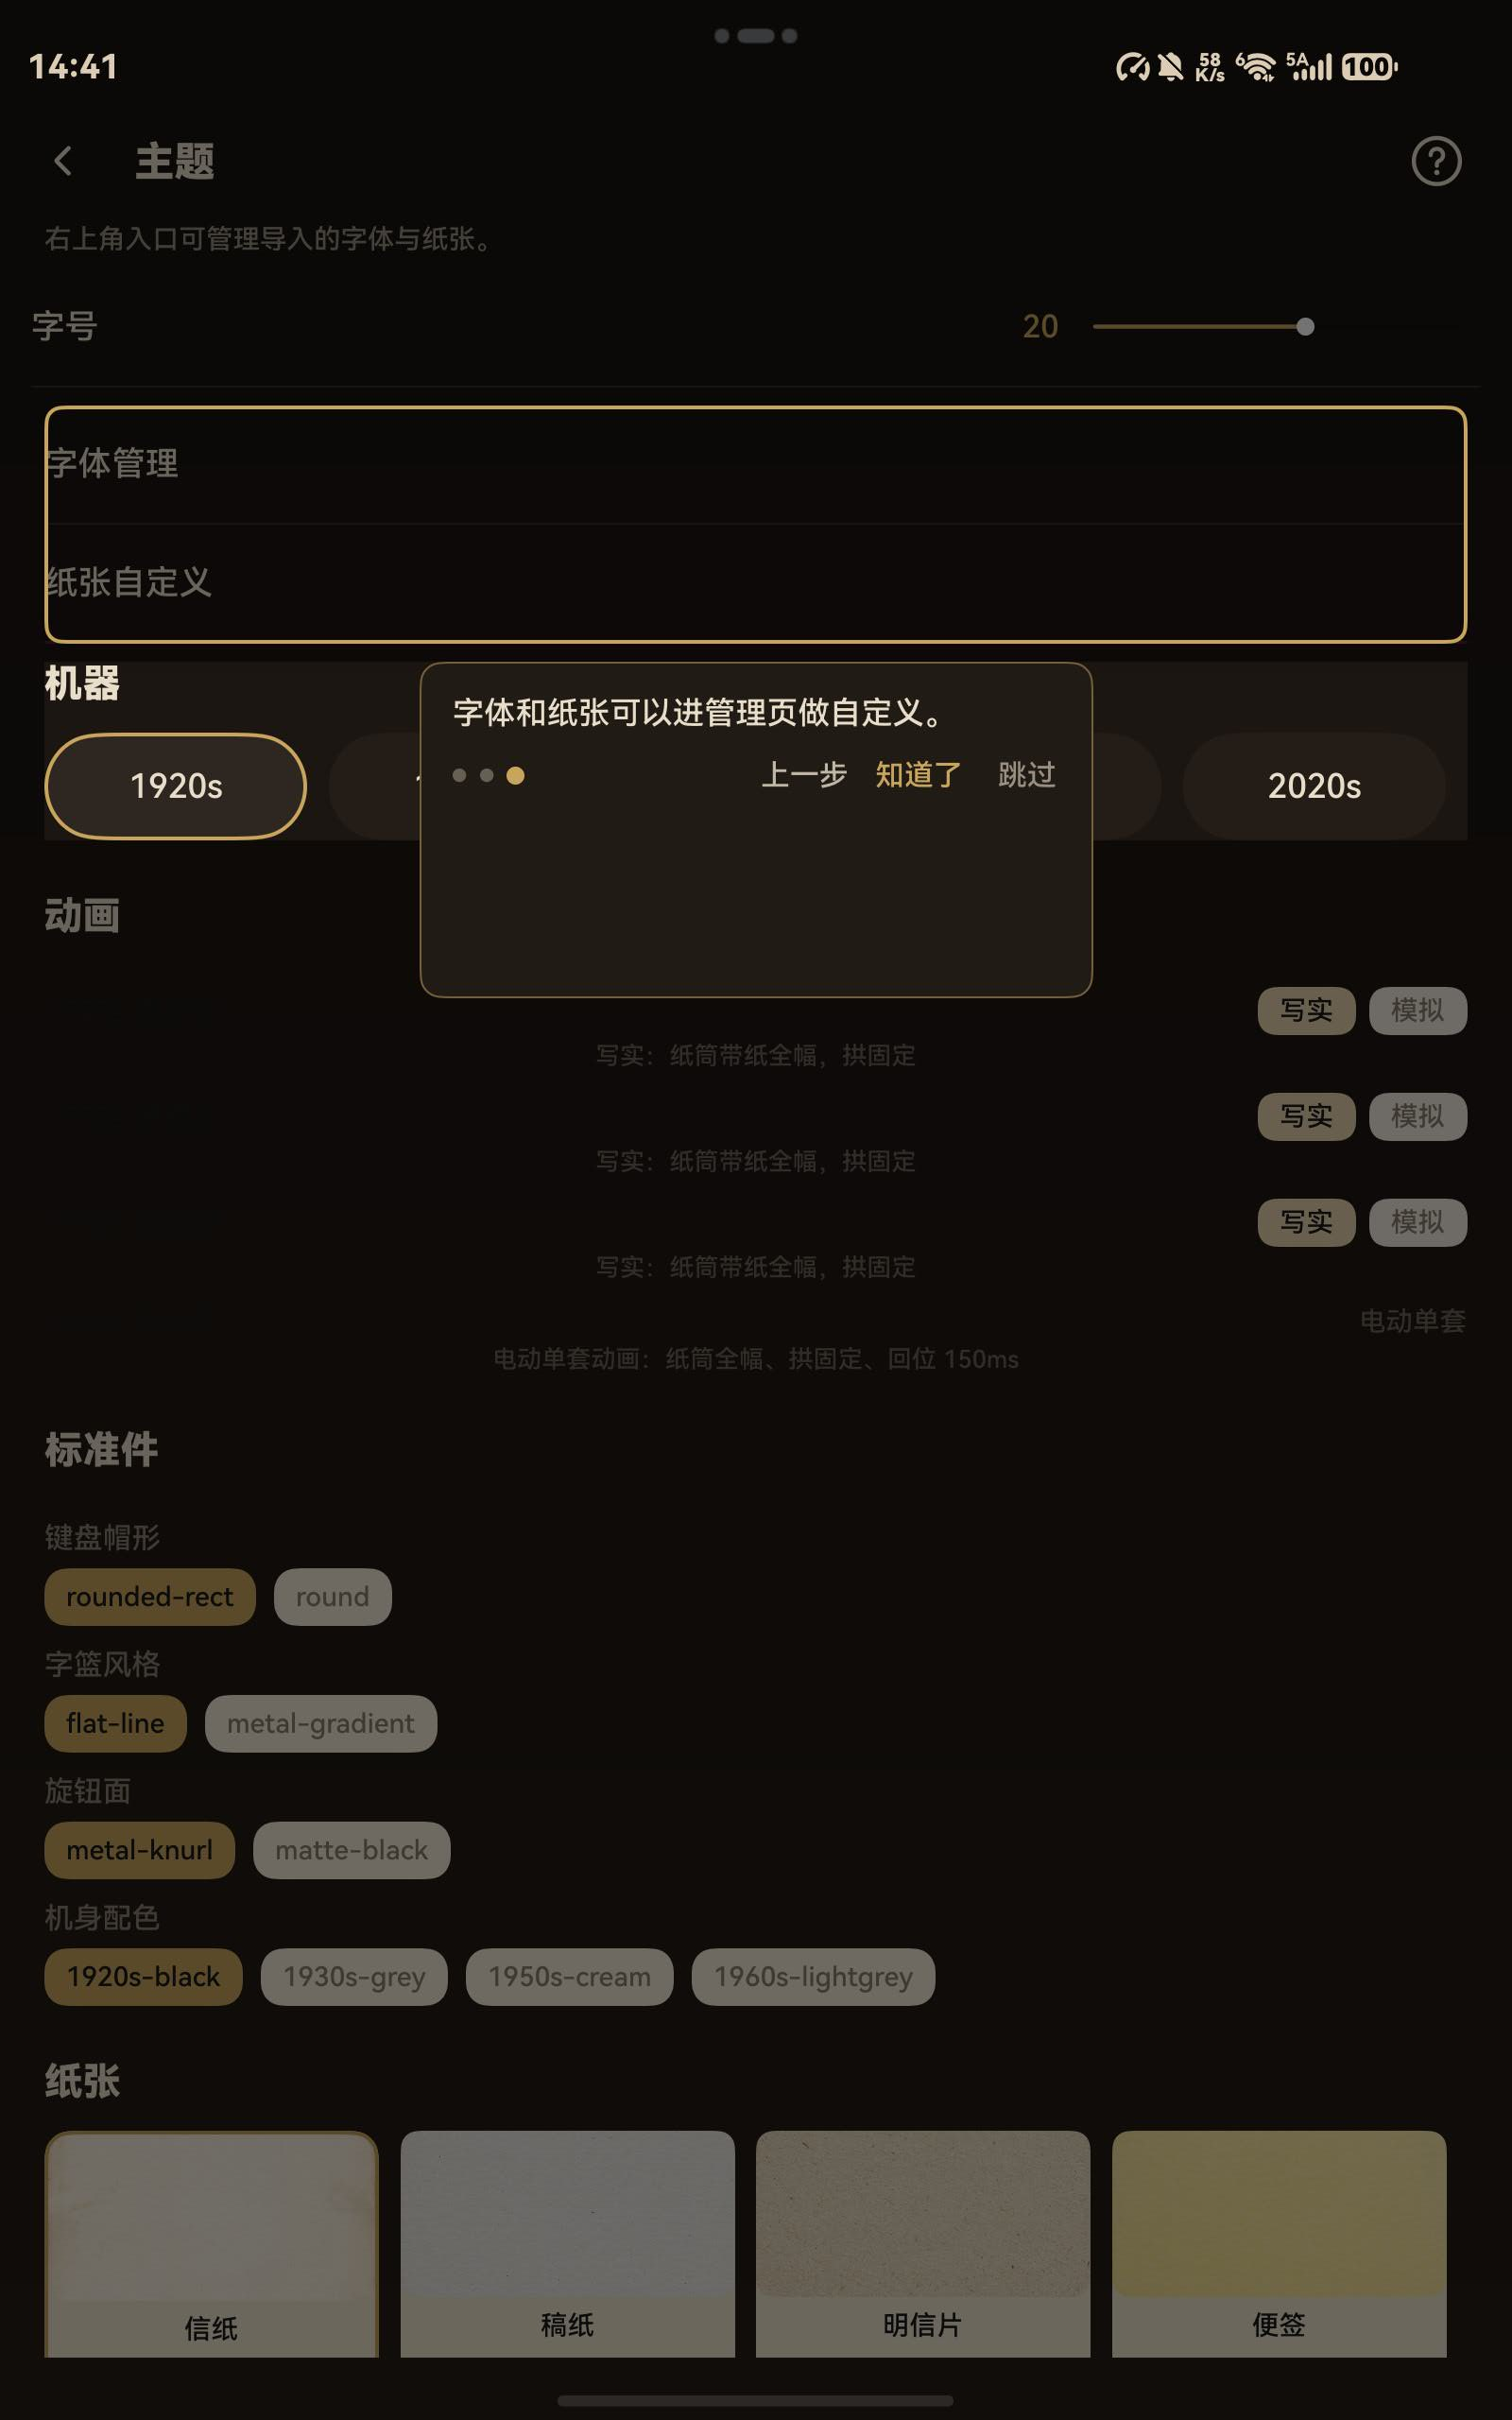 14:41
58
K/s
6
5A
100
主题
右上角入口可管理导入的字体与纸张。
字号
20
字体管理
纸张自定义
机器
字体和纸张可以进管理页做自定义。
上一步 知道了 跳过
1920s
2020s
动画
写实 模拟
写实：纸筒带纸全幅，拱固定
写实 模拟
写实：纸筒带纸全幅，拱固定
写实 模拟
写实：纸筒带纸全幅，拱固定
电动单套
电动单套动画：纸筒全幅、拱固定、回位 150ms
标准件
键盘帽形
rounded-rect round
字篮风格
flat-line metal-gradient
旋钮面
metal-knurl matte-black
机身配色
1920s-black 1930s-grey 1950s-cream 1960s-lightgrey
纸张
信纸 稿纸 明信片 便签